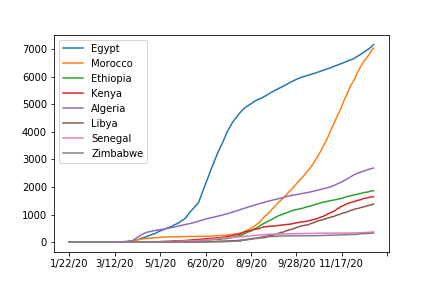 7000
6000
5000
4000
3000
2000
1000
0
Egypt
Morocco
Ethiopia
Kenya
Algeria
Libya
Senegal
Zimbabwe
1/22/20 3/12/20 5/1/20 6/20/20 8/9/20 9/28/20 11/17/20